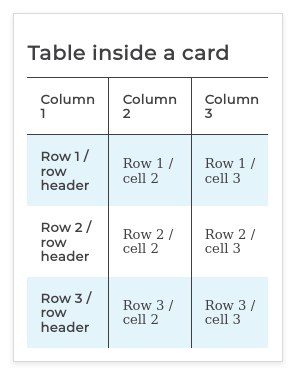 Table inside a card
Column Column Column
1 2 3
Row 1 /
row
header
Row 1 /
cell 2
Row 1 /
cell 3
Row 2 /
row
header
Row 2 /
cell 2
Row 2 /
cell 3
Row 3 /
row
header
Row 3 /
cell 2
Row 3 /
cell 3